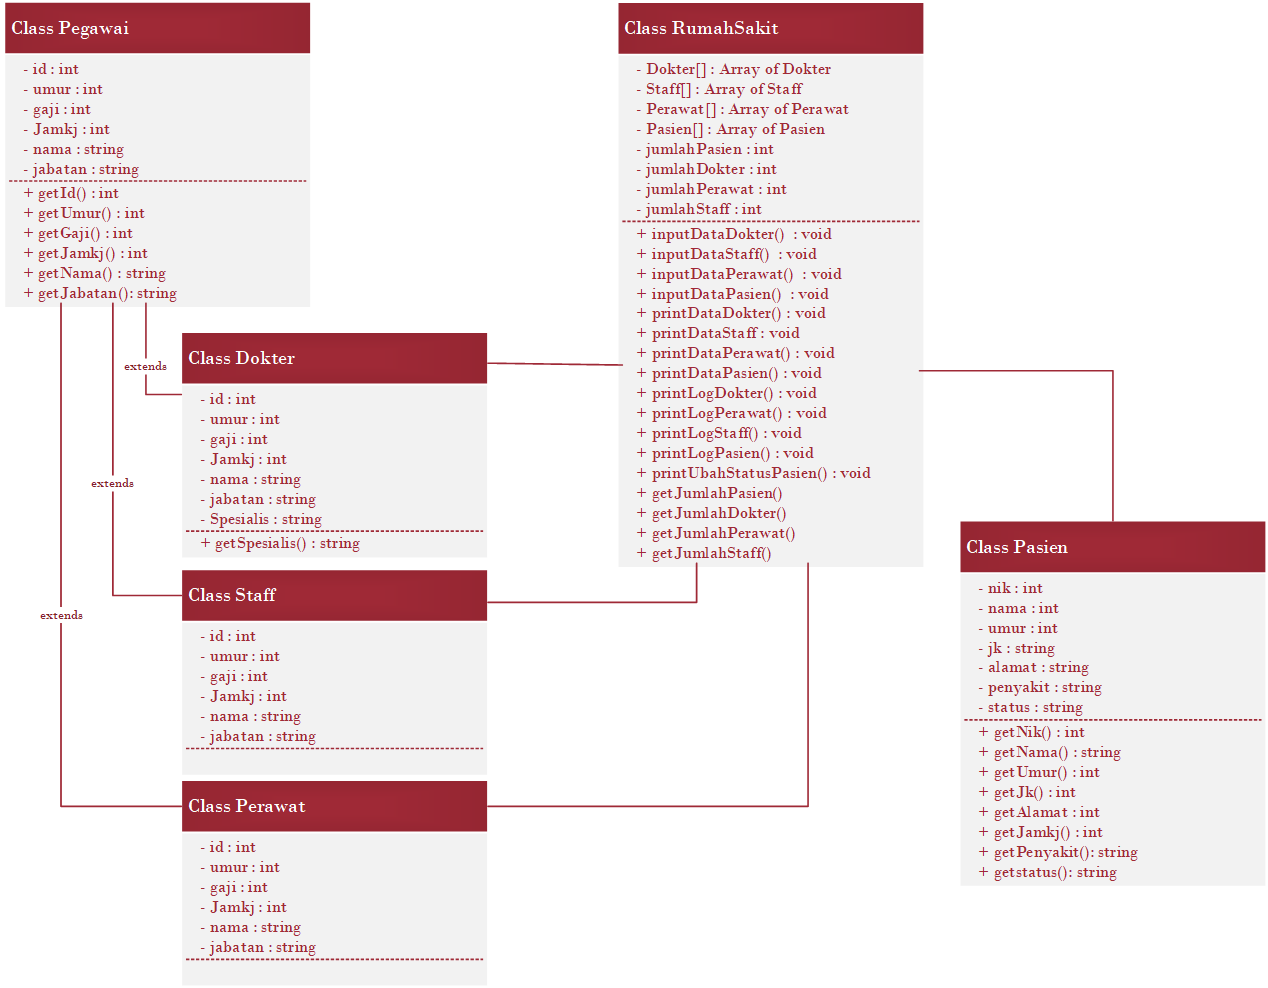 Class Pegawai
- id : int
- umur : int
- gaji : int
- Jamkj : int
- nama : string
- jabatan : string
+ getId() : int
+ getUmur() : int
+ getGaji() : int
+ getJamkj() : int
+ getNama() : string
+ getJabatan(): string
extends
extends
extends
Class Dokter
- id : int
- umur : int
- gaji : int
- Jamkj : int
- nama : string
- jabatan : string
- Spesialis : string
+ getSpesialis() : string
Class Staff
- id : int
- umur : int
- gaji : int
- Jamkj : int
- nama : string
- jabatan : string
Class Perawat
- id : int
- umur : int
- gaji : int
- Jamkj : int
- nama : string
- jabatan : string
Class RumahSakit
- Dokter[] : Array of Dokter
- Staff[] : Array of Staff
- Perawat[] : Array of Perawat
- Pasien[] : Array of Pasien
- jumlahPasien : int
- jumlahDokter : int
- jumlahPerawat : int
- jumlahStaff : int
+ inputDataDokter() : void
+ inputDataStaff() : void
+ inputDataPerawat() : void
+ inputDataPasien() : void
+ printDataDokter() : void
+ printDataStaff : void
+ printDataPerawat() : void
+ printDataPasien() : void
+ printLogDokter() : void
+ printLogPerawat() : void
+ printLogStaff() : void
+ printLogPasien() : void
+ printUbahStatusPasien() : void
+ getJumlahPasien()
+ getJumlahDokter()
+ getJumlahPerawat()
+ getJumlahStaff()
Class Pasien
- nik : int
- nama : int
- umur : int
- jk : string
- alamat : string
- penyakit : string
- status : string
+ getNik() : int
+ getNama() : string
+ getUmur() : int
+ getJk() : int
+ getAlamat : int
+ getJamkj() : int
+ getPenyakit(): string
+ getstatus(): string